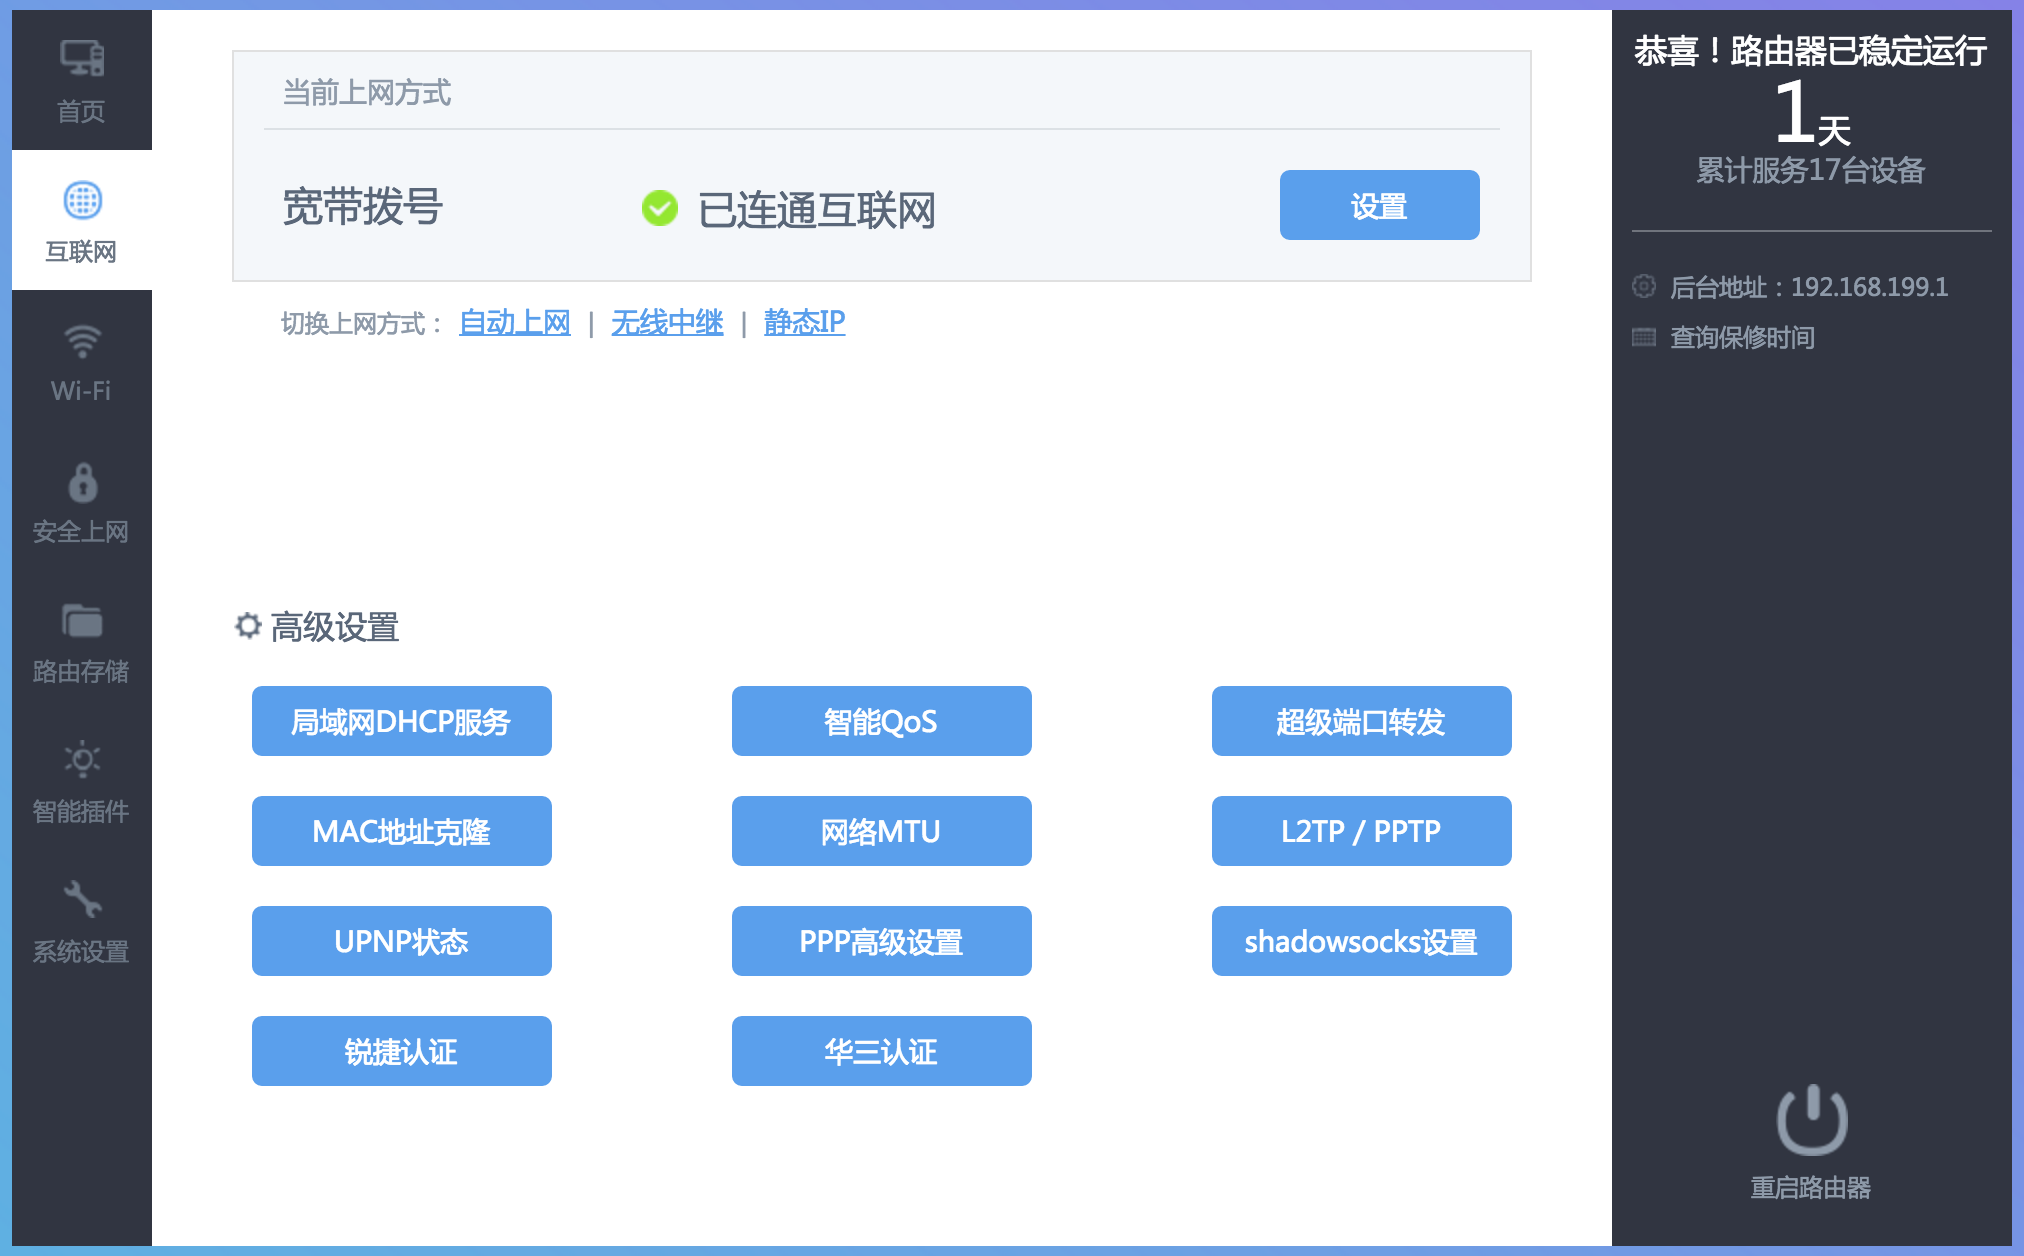 首页
互联网
Wi-Fi
安全上网
路由存储
智能插件
系统设置
当前上网方式
宽带拨号 已连通互联网 设置
切换上网方式： 自动上网 | 无线中继 | 静态IP
高级设置
局域网DHCP服务 智能QoS 超级端口转发
MAC地址克隆 网络MTU L2TP / PPTP
UPNP状态 PPP高级设置 shadowsocks设置
锐捷认证 华三认证
恭喜！路由器已稳定运行
1天
累计服务17台设备
后台地址：192.168.199.1
查询保修时间
重启路由器